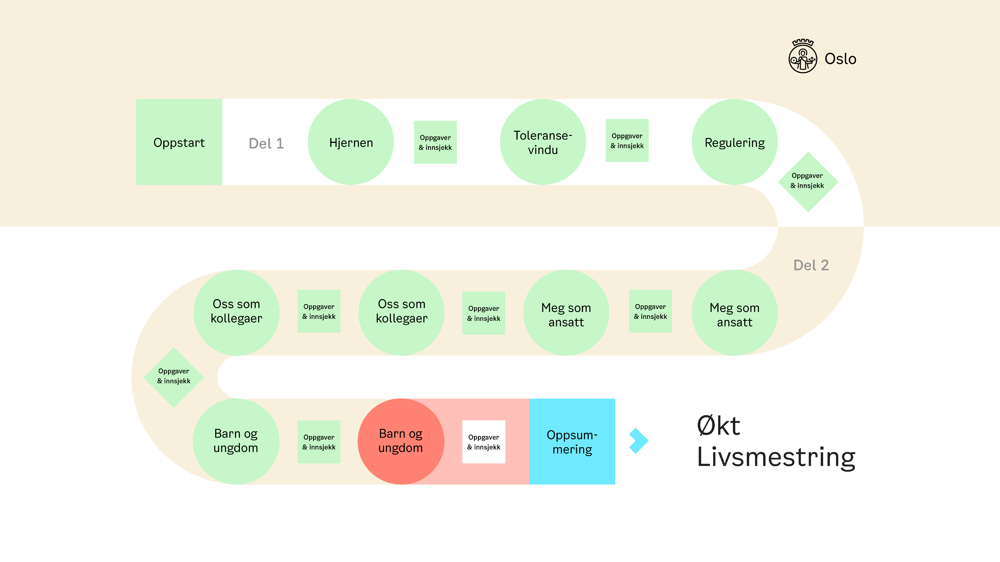 Oslo
Oppstart
Del 1
Hjernen
Oppgaver
& innsjekk
Toleranse-
vindu
Oppgaver
& innsjekk
Regulering
Oppgaver
& innsjekk
Del 2
Oss som
kollegaer
Oppgaver
& innsjekk
Oss som
kollegaer
Oppgaver
& innsjekk
Meg som
ansatt
Oppgaver
& innsjekk
Meg som
ansatt
Oppgaver
& innsjekk
Barn og
ungdom
Oppgaver
& innsjekk
Barn og
ungdom
Oppgaver
& innsjekk
Oppsum-
mering
Økt
Livsmestring